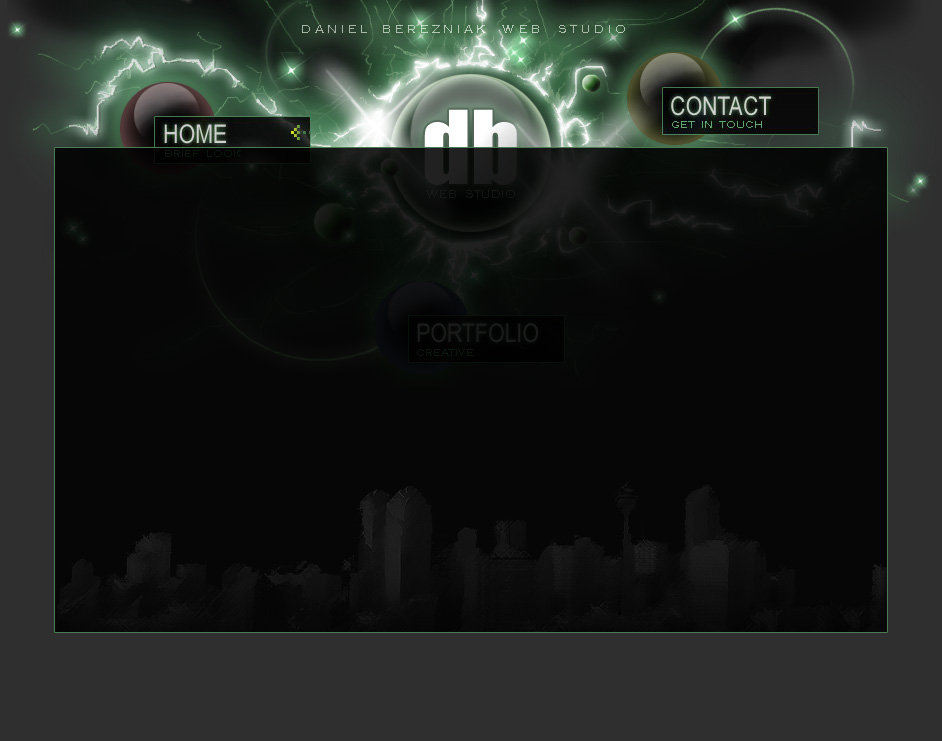 DANIEL BEREZNIAK WEB STUDIO
CONTACT
GET IN TOUCH
HOME
BRIEF LOOK
db
WEB STUDIO
PORTFOLIO
CREATIVE